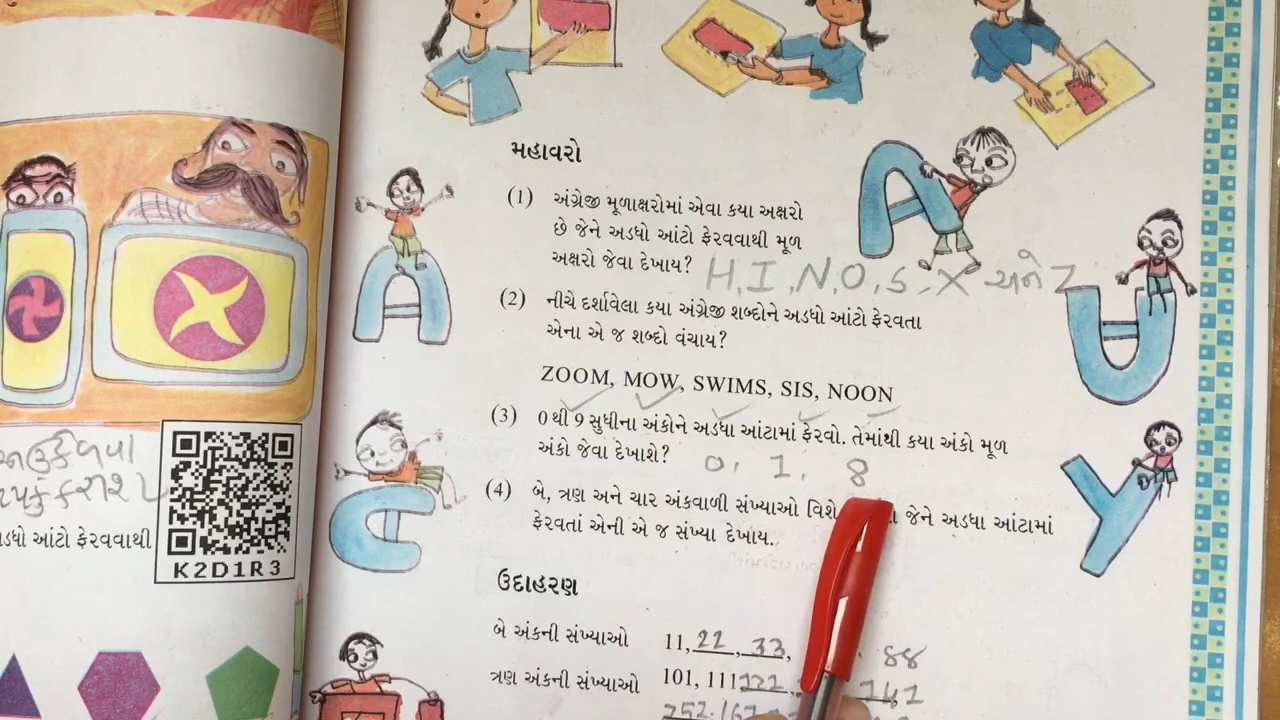 મહાવરો
(1) અંગ્રેજી મૂળાક્ષરોમાં એવા કયા અક્ષરો
છે જેને અડધો આંટો ફેરવવાથી મૂળ
અક્ષરો જેવા દેખાય? H, I, N, O, S, X અને Z
(2) નીચે દર્શાવેલા કયા અંગ્રેજી શબ્દોને અડધો આંટો ફેરવતા
એના એ જ શબ્દો વંચાય?
ZOOM, MOW, SWIMS, SIS, NOON
(3) 0 થી 9 સુધીના અંકોને અડધા આંટામાં ફેરવો. તેમાંથી કયા અંકો મૂળ
અંકો જેવા દેખાશે? 0, 1, 8
(4) બે, ત્રણ અને ચાર અંકવાળી સંખ્યાઓ વિશે જેને અડધા આંટામાં
ફેરવતાં એની એ જ સંખ્યા દેખાય.
ઉદાહરણ
બે અંકની સંખ્યાઓ 11, 22, 33, 88
ત્રણ અંકની સંખ્યાઓ 101, 111, 121, 141
અડધો આંટો ફેરવવાથી
K2D1R3